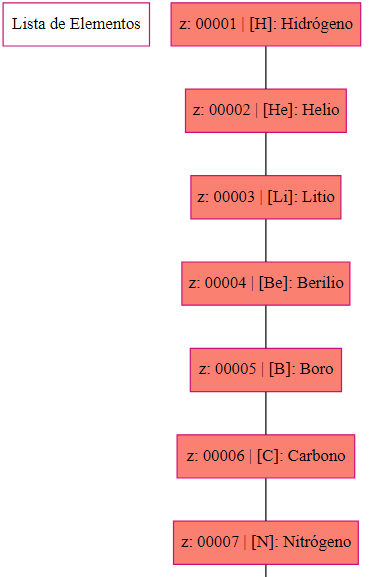 Lista de Elementos
z: 00001 | [H]: Hidrógeno
z: 00002 | [He]: Helio
z: 00003 | [Li]: Litio
z: 00004 | [Be]: Berilio
z: 00005 | [B]: Boro
z: 00006 | [C]: Carbono
z: 00007 | [N]: Nitrógeno